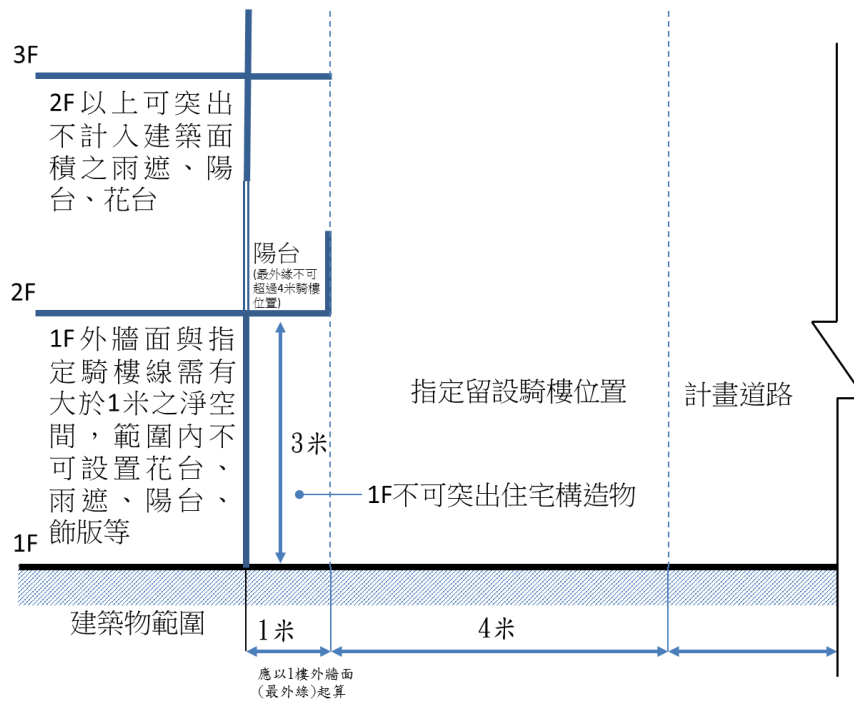 3F
2F以上可突出
不計入建築面
積之雨遮、陽
台、花台
陽台
(最外緣不可
超過4米騎樓
位置)
2F
1F外牆面與指
定騎樓線需有
大於1米之淨空
間，範圍內不
可設置花台、
雨遮、陽台、
飾版等
3米
指定留設騎樓位置
計畫道路
1F不可突出住宅構造物
1F
建築物範圍
1米
4米
應以1樓外牆面
(最外緣)起算